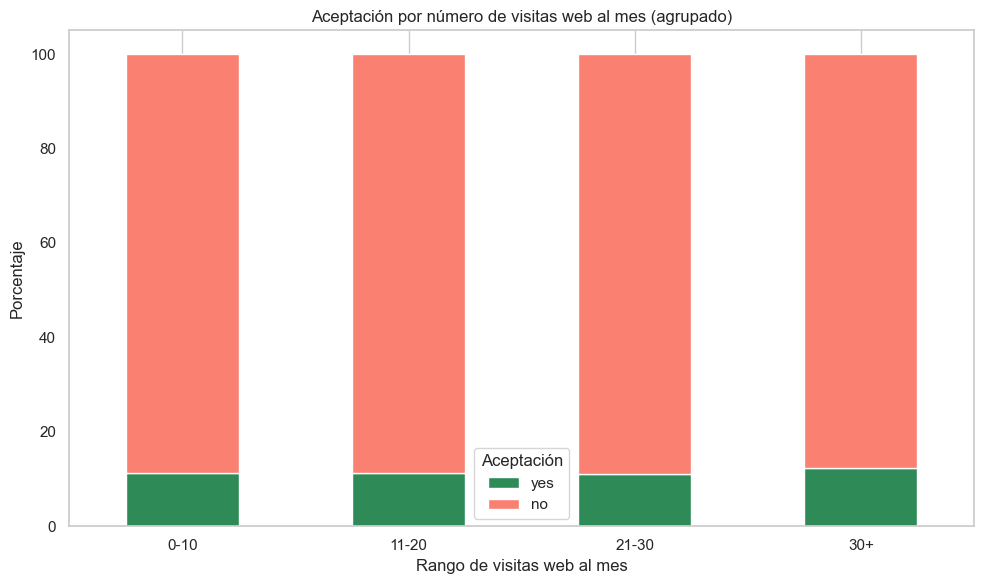 Aceptación por número de visitas web al mes (agrupado)
100
80
60
40
20
0
Porcentaje
Aceptación
yes
no
0-10
11-20
21-30
30+
Rango de visitas web al mes